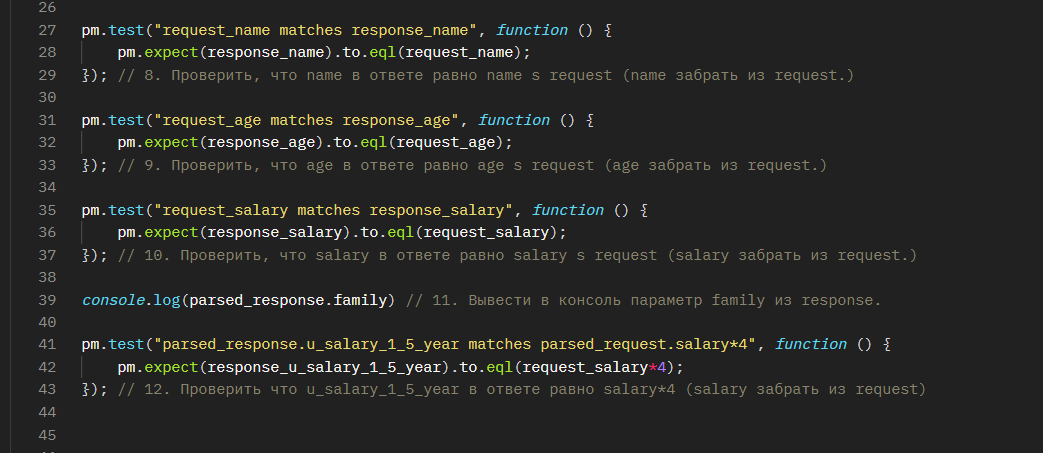 26
27 pm.test("request_name matches response_name", function () {
28     pm.expect(response_name).to.eql(request_name);
29 }); // 8. Проверить, что name в ответе равно name s request (name забрать из request.)
30
31 pm.test("request_age matches response_age", function () {
32     pm.expect(response_age).to.eql(request_age);
33 }); // 9. Проверить, что age в ответе равно age s request (age забрать из request.)
34
35 pm.test("request_salary matches response_salary", function () {
36     pm.expect(response_salary).to.eql(request_salary);
37 }); // 10. Проверить, что salary в ответе равно salary s request (salary забрать из request.)
38
39 console.log(parsed_response.family) // 11. Вывести в консоль параметр family из response.
40
41 pm.test("parsed_response.u_salary_1_5_year matches parsed_request.salary*4", function () {
42     pm.expect(response_u_salary_1_5_year).to.eql(request_salary*4);
43 }); // 12. Проверить что u_salary_1_5_year в ответе равно salary*4 (salary забрать из request)
44
45